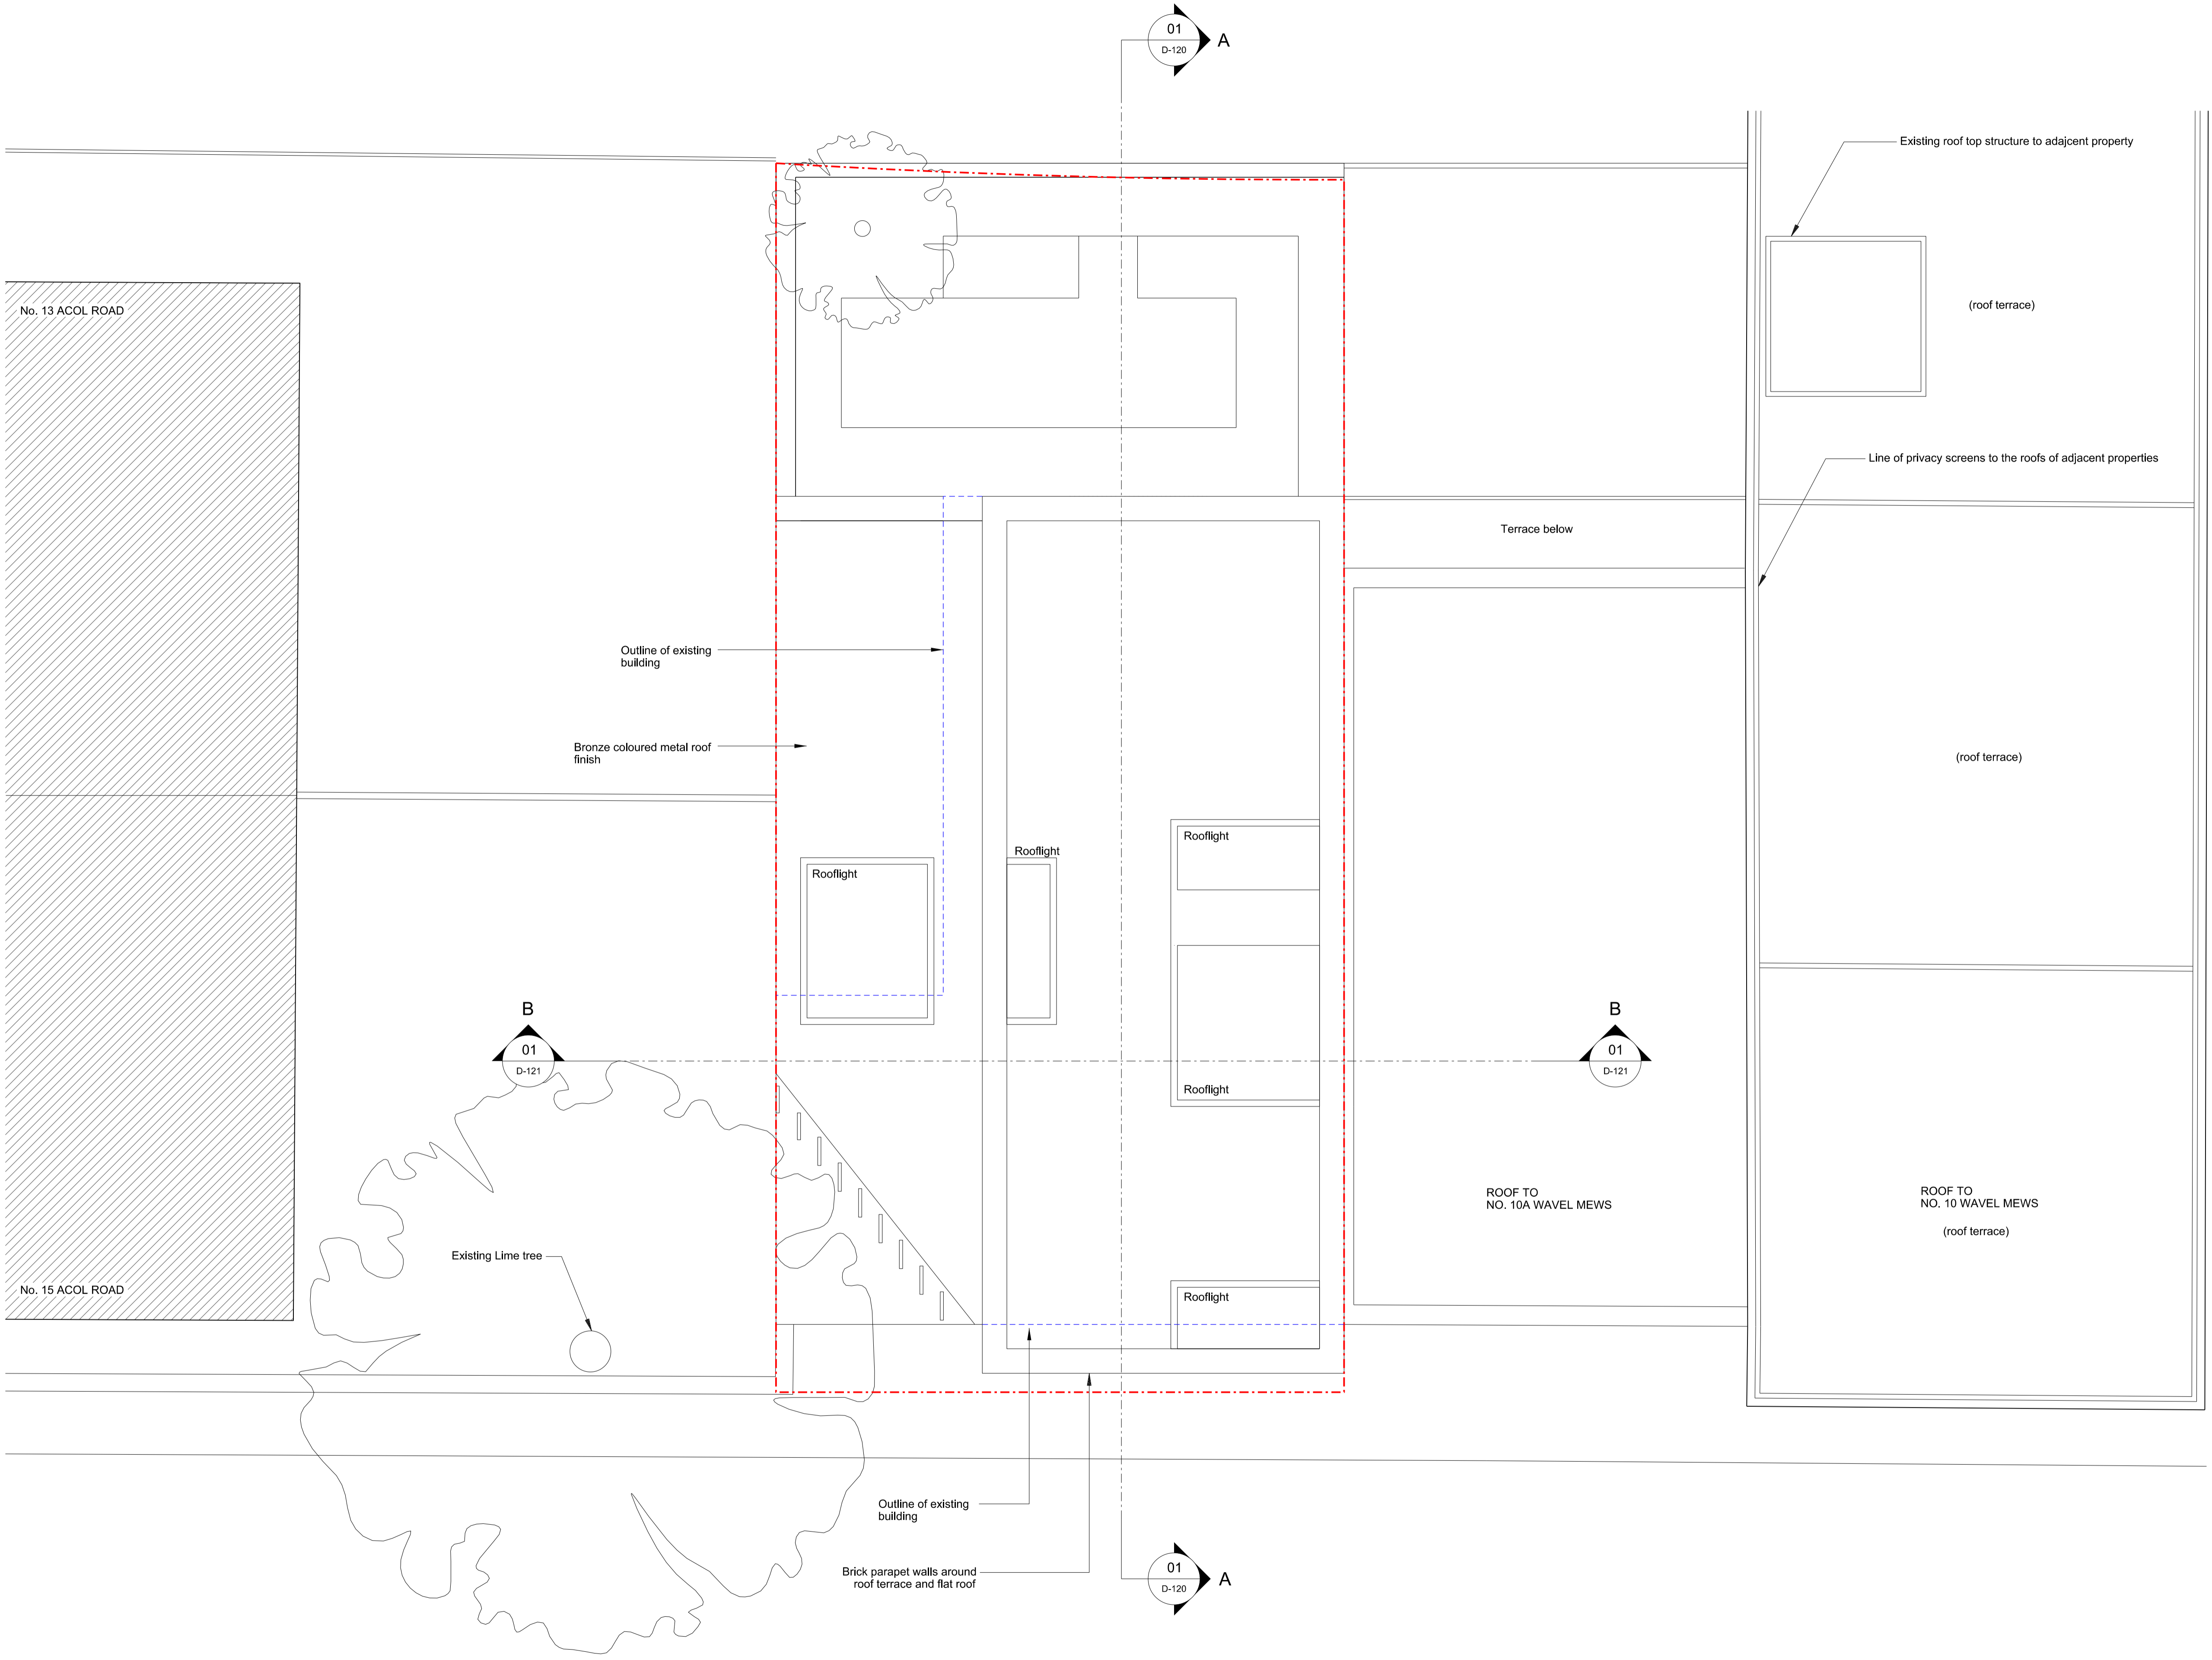 01
D-120
A
Existing roof top structure to adajcent property
No. 13 ACOL ROAD
(roof terrace)
Line of privacy screens to the roofs of adjacent properties
Terrace below
Outline of existing
building
Bronze coloured metal roof
finish
(roof terrace)
Rooflight
Rooflight
Rooflight
B
01
D-121
B
01
D-121
Rooflight
ROOF TO
NO. 10A WAVEL MEWS
ROOF TO
NO. 10 WAVEL MEWS
(roof terrace)
Existing Lime tree
No. 15 ACOL ROAD
Rooflight
Outline of existing
building
Brick parapet walls around
roof terrace and flat roof
01
D-120
A